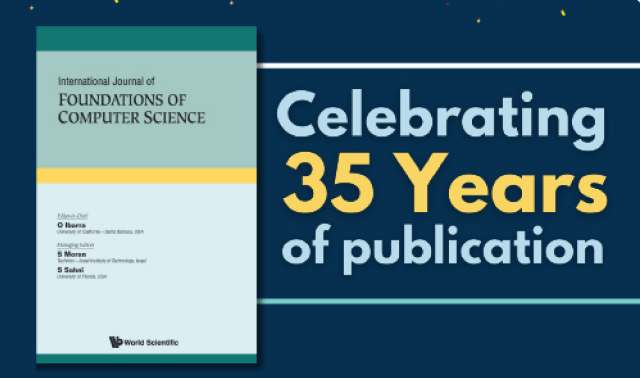 International Journal of
FOUNDATIONS OF
COMPUTER SCIENCE
Editor-in-Chief
O Ibarra
University of California – Santa Barbara, USA
Managing Editors
S Moran
Technion – Israel Institute of Technology, Israel
S Sahni
University of Florida, USA
World Scientific
Celebrating
35 Years
of publication